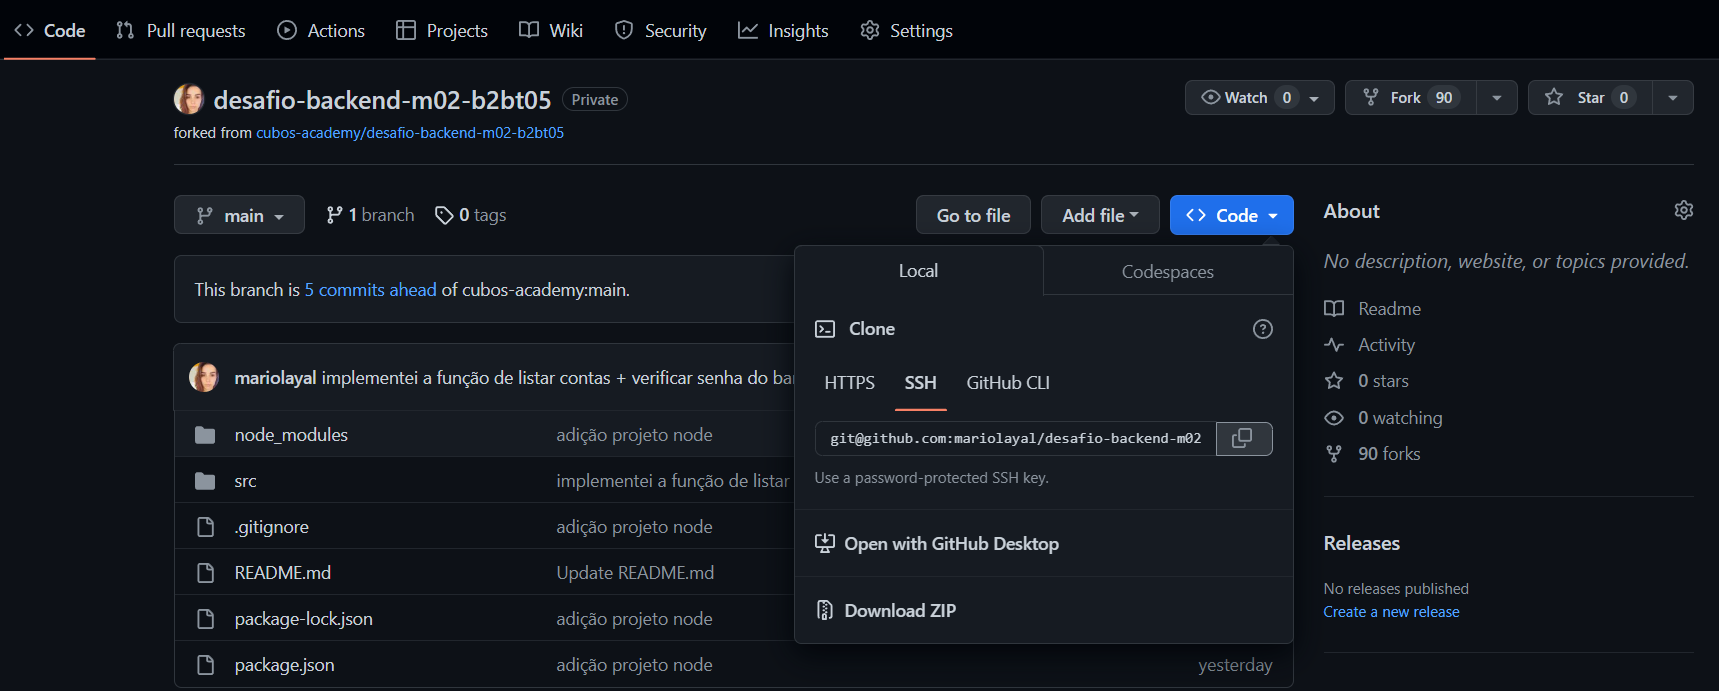 Code Pull requests Actions Projects Wiki Security Insights Settings
desafio-backend-m02-b2bt05 Private
Watch 0 Fork 90 Star 0
forked from cubos-academy/desafio-backend-m02-b2bt05
main 1 branch 0 tags Go to file Add file Code
This branch is 5 commits ahead of cubos-academy:main.
mariolayal implementei a função de listar contas + verificar senha do
node_modules adição projeto node
src implementei a função de listar
.gitignore adição projeto node
README.md Update README.md
package-lock.json adição projeto node
package.json adição projeto node yesterday
Local Codespaces
Clone
HTTPS SSH GitHub CLI
git@github.com:mariolayal/desafio-backend-m02
Use a password-protected SSH key.
Open with GitHub Desktop
Download ZIP
About
No description, website, or topics provided.
Readme
Activity
0 stars
0 watching
90 forks
Releases
No releases published
Create a new release